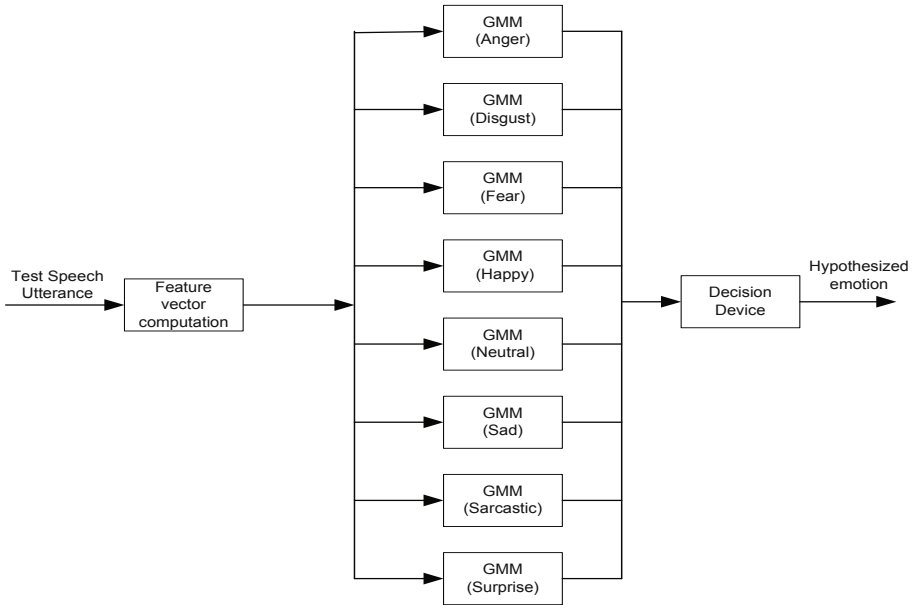 Test Speech
Utterance
Feature
vector
computation
GMM
(Anger)
GMM
(Disgust)
GMM
(Fear)
GMM
(Happy)
GMM
(Neutral)
GMM
(Sad)
GMM
(Sarcastic)
GMM
(Surprise)
Decision
Device
Hypothesized
emotion